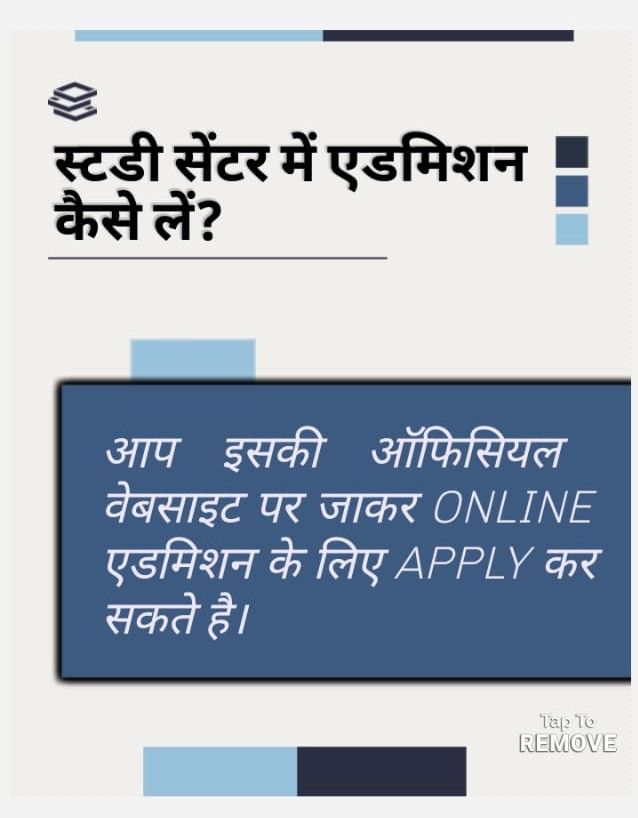 स्टडी सेंटर में एडमिशन
कैसे लें?
आप इसकी ऑफिसियल
वेबसाइट पर जाकर ONLINE
एडमिशन के लिए APPLY कर
सकते है।
Tap To
REMOVE